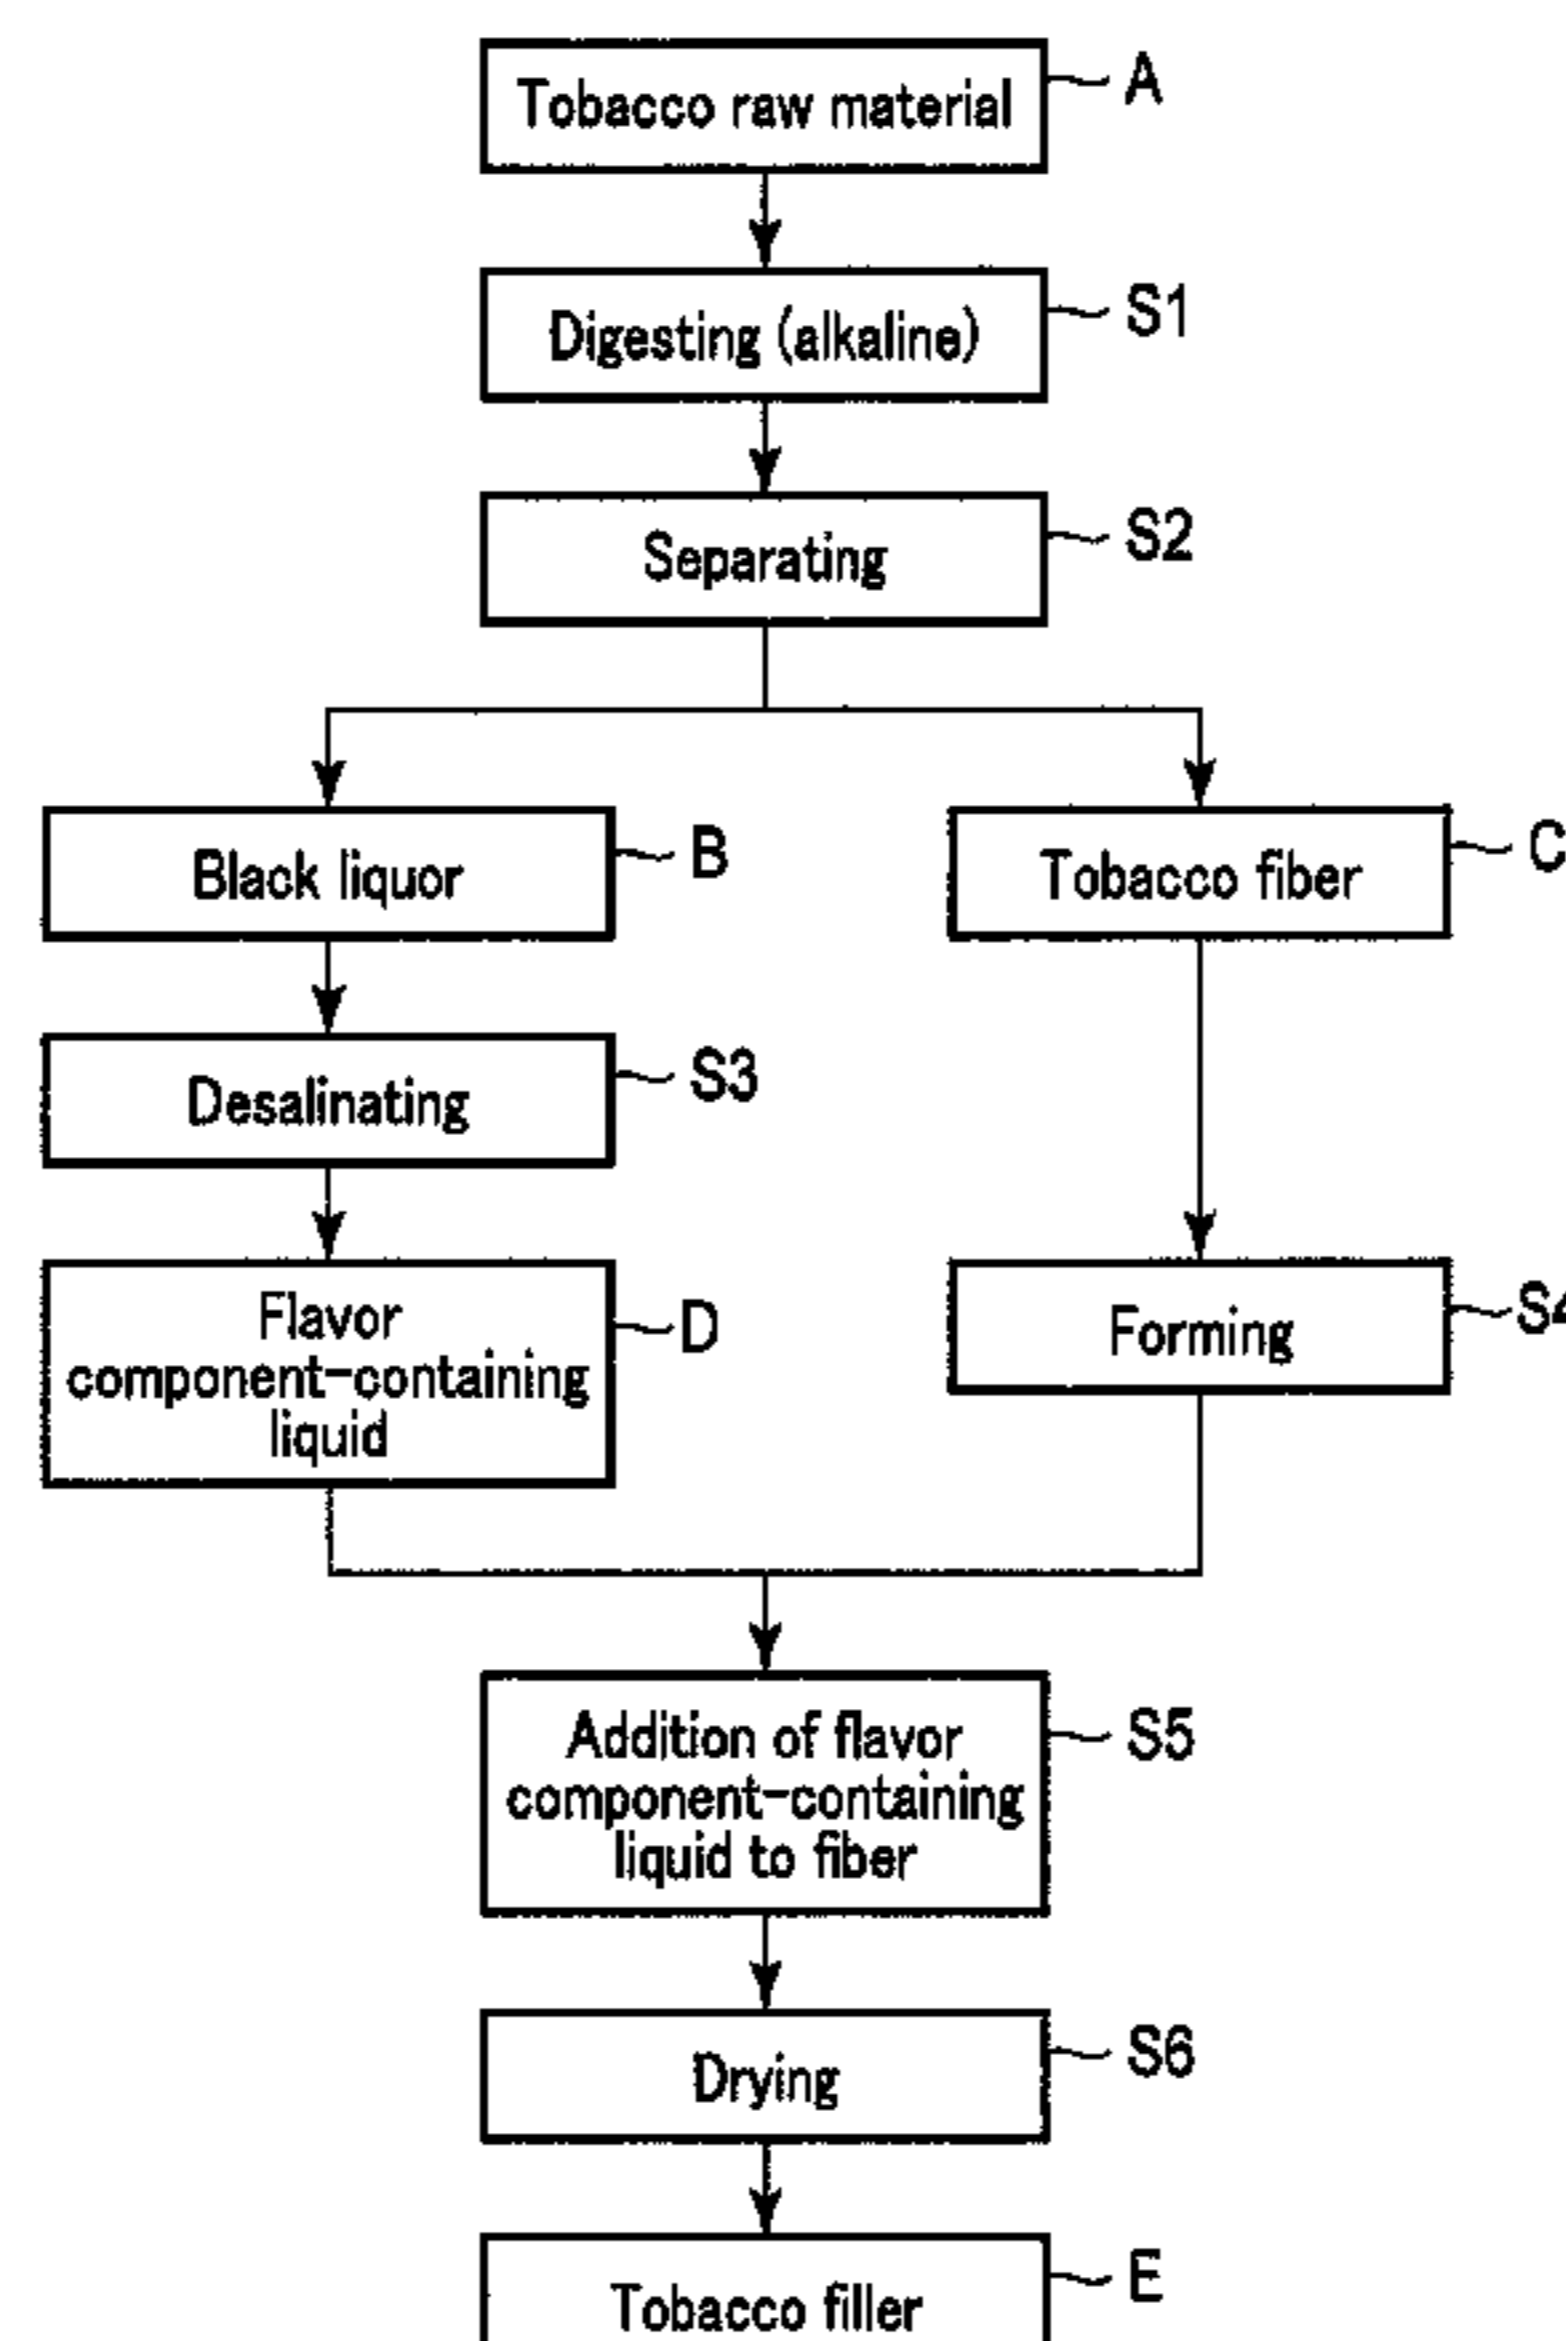 Tobacco raw material
A
Digesting (alkaline)
S1
Separating
S2
Black liquor
B
Tobacco fiber
C
Desalinating
S3
Flavor
component-containing
liquid
D
Forming
S4
Addition of flavor
component-containing
liquid to fiber
S5
Drying
S6
Tobacco filler
E